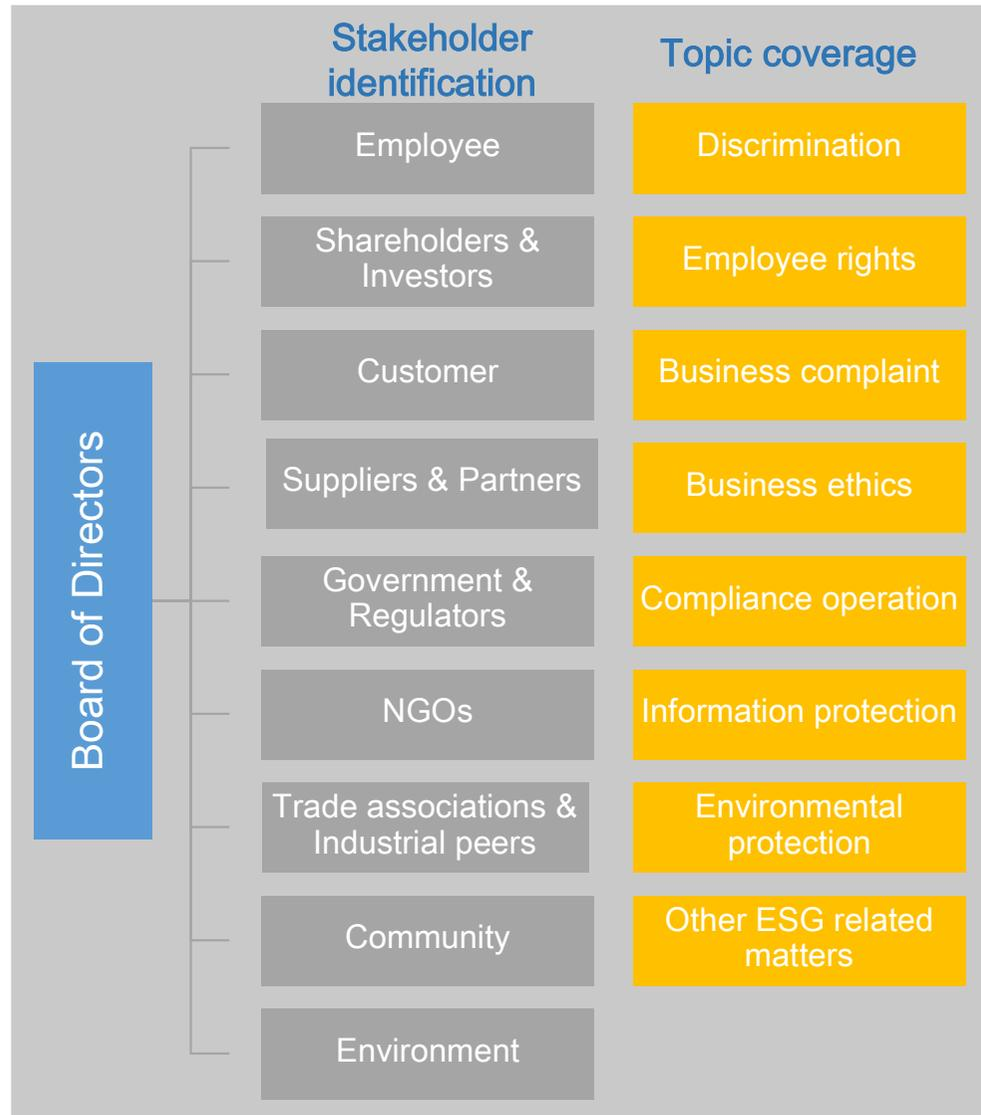 Stakeholder
identification
Topic coverage
Board of Directors
Employee
Discrimination
Shareholders &
Investors
Employee rights
Customer
Business complaint
Suppliers & Partners
Business ethics
Government &
Regulators
Compliance operation
NGOs
Information protection
Trade associations &
Industrial peers
Environmental
protection
Community
Other ESG related
matters
Environment